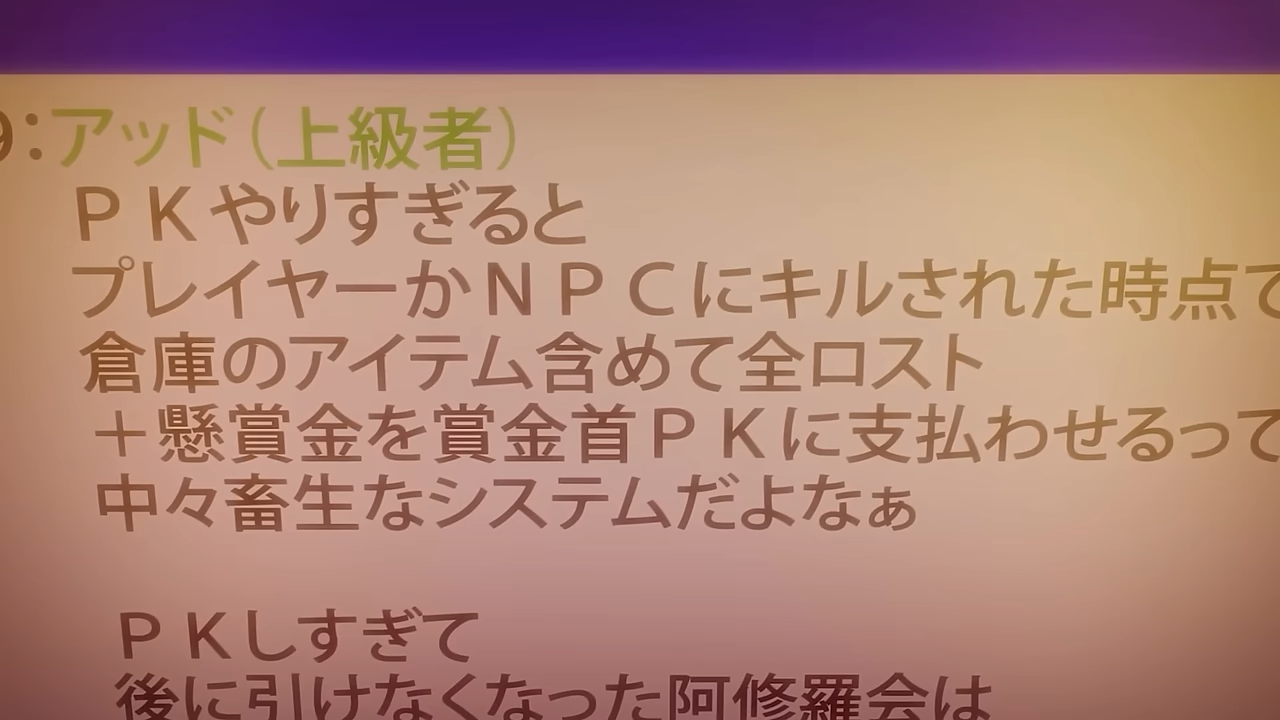 9：アッド（上級者）
ＰＫやりすぎると
プレイヤーかＮＰＣにキルされた時点で
倉庫のアイテム含めて全ロスト
＋懸賞金を賞金首ＰＫに支払わせるって
中々畜生なシステムだよなぁ
ＰＫしすぎて
後に引けなくなった阿修羅会は